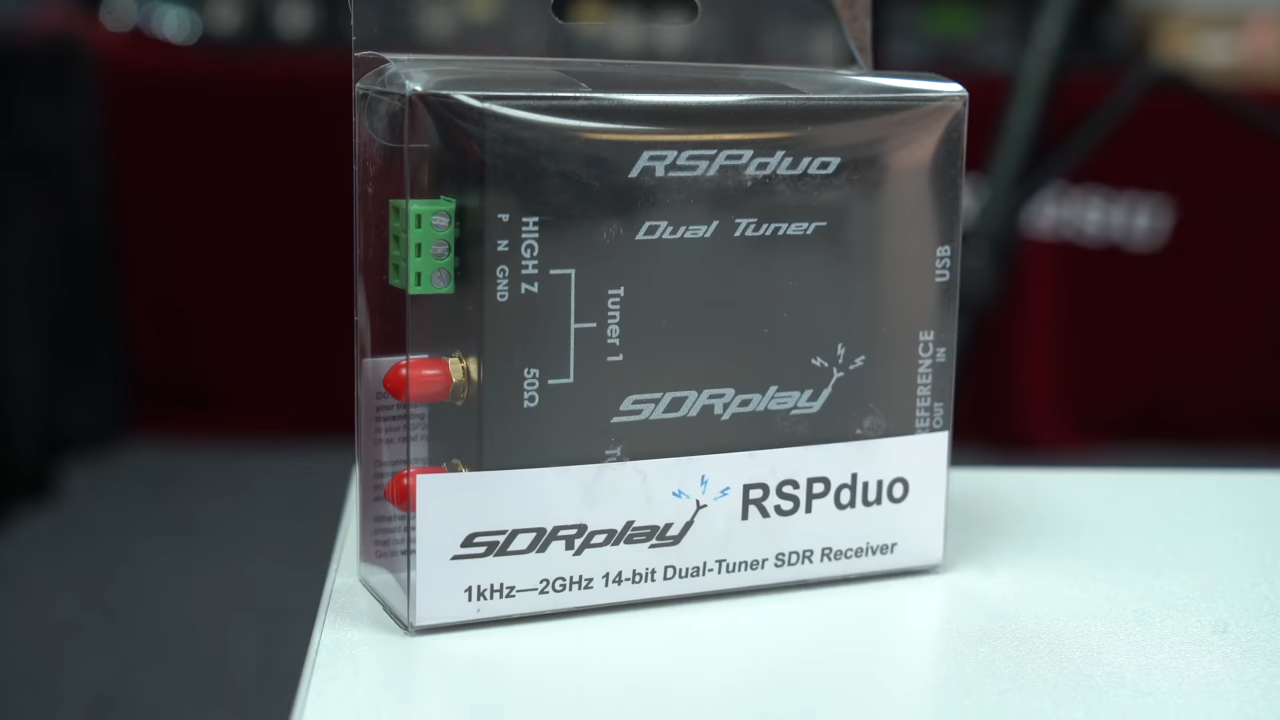 RSPduo
Dual Tuner
HIGH Z
P N GND
Tuner 1
50Ω
USB
REFERENCE
IN
OUT
SDRplay
SDRplay RSPduo
1kHz—2GHz 14-bit Dual-Tuner SDR Receiver